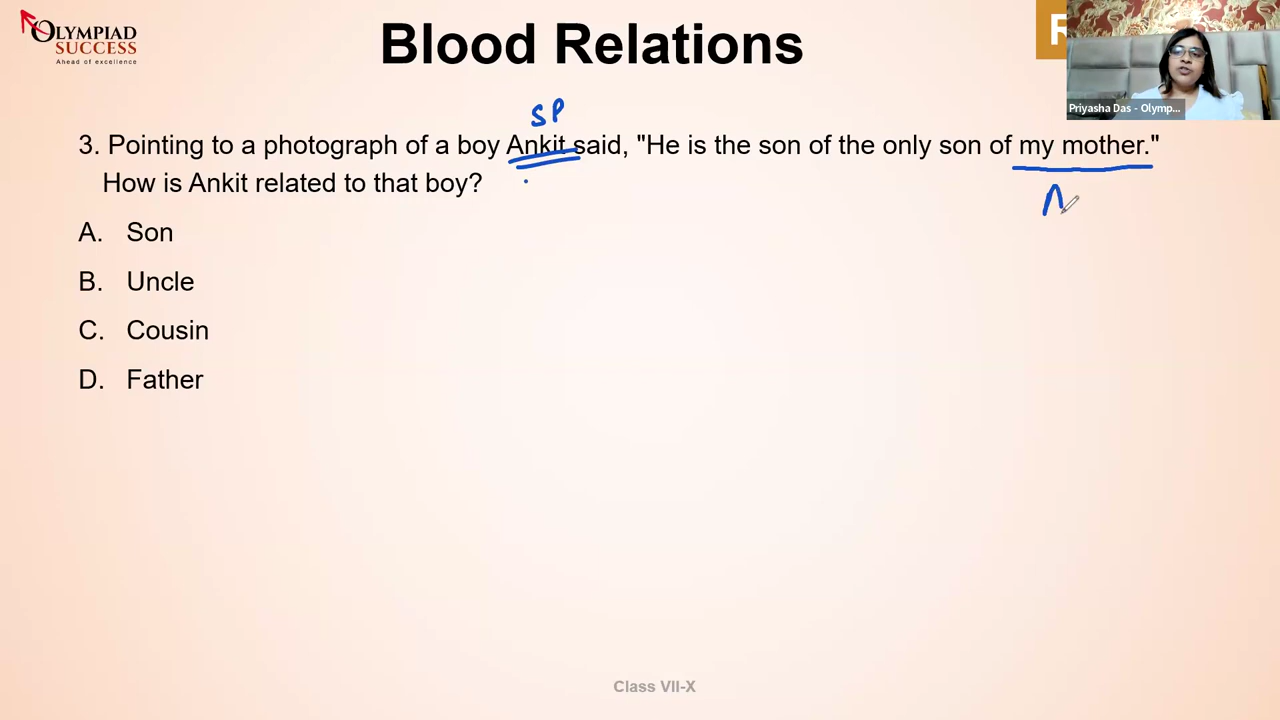 OLYMPIAD
SUCCESS
Ahead of excellence
Blood Relations
Priyasha Das - Olymp...
SP
3. Pointing to a photograph of a boy Ankit said, "He is the son of the only son of my mother."
How is Ankit related to that boy?
A. Son
B. Uncle
C. Cousin
D. Father
Class VII-X